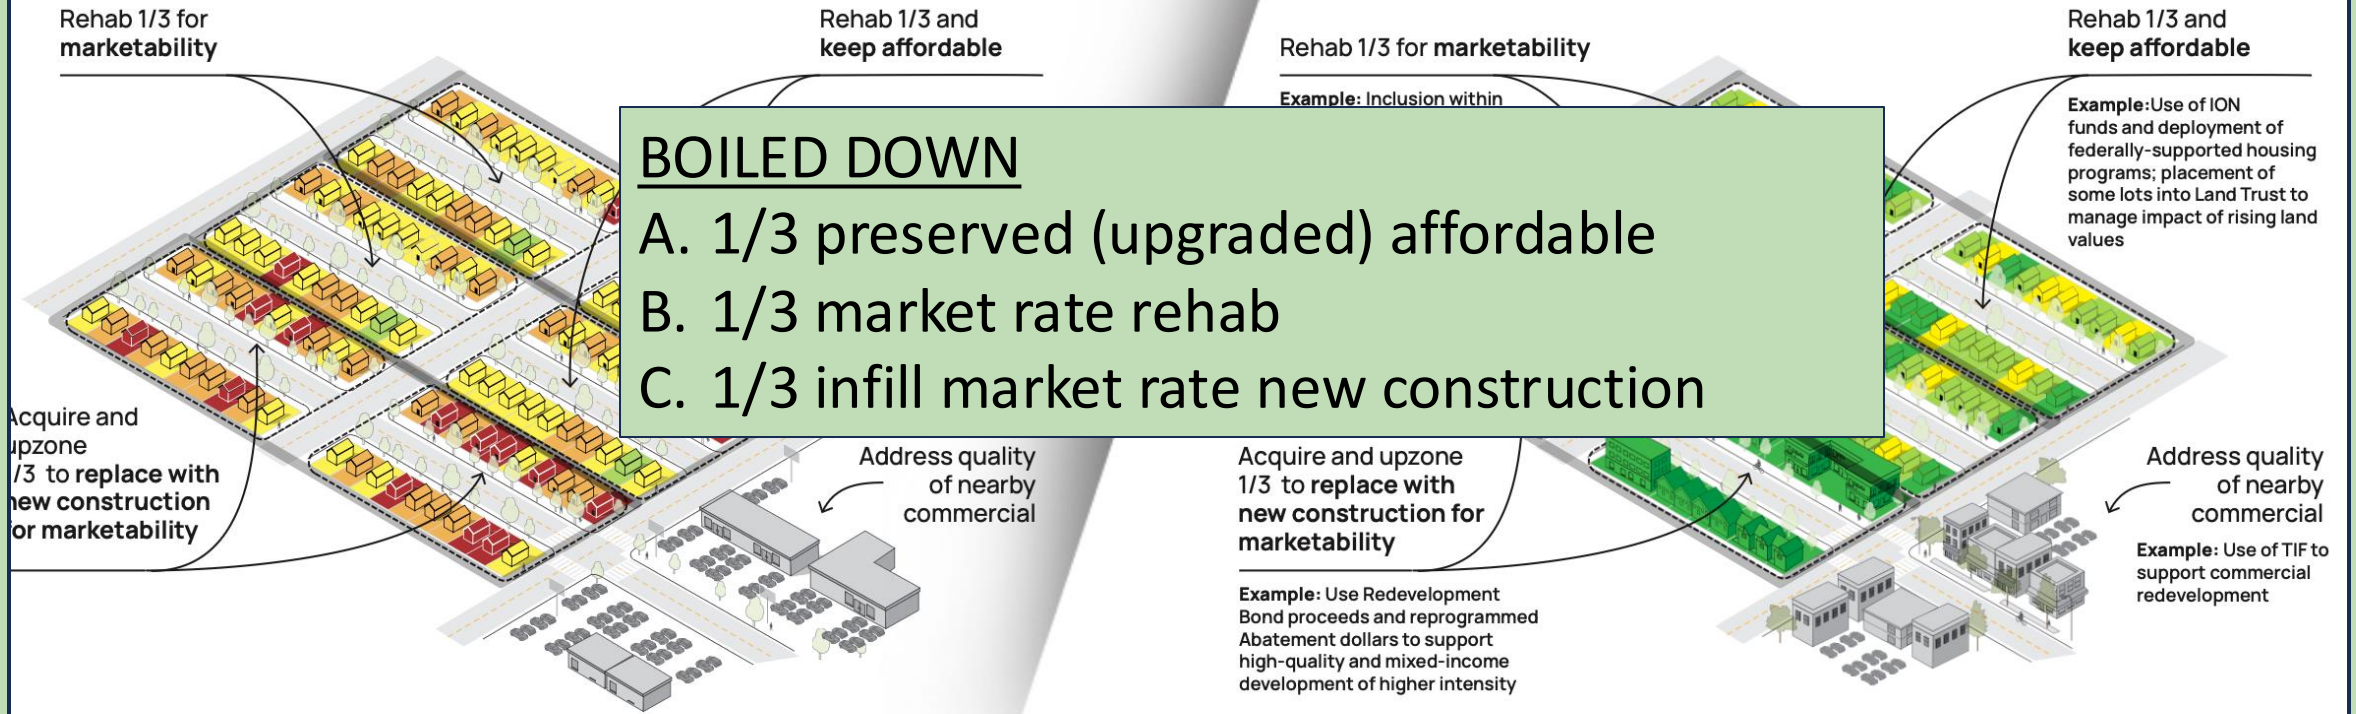 Rehab 1/3 for
marketability
Rehab 1/3 and
keep affordable
Acquire and
upzone
1/3 to replace with
new construction
for marketability
Address quality
of nearby
commercial
BOILED DOWN
A. 1/3 preserved (upgraded) affordable
B. 1/3 market rate rehab
C. 1/3 infill market rate new construction
Rehab 1/3 for marketability
Example: Inclusion within
Rehab 1/3 and
keep affordable
Example:Use of ION
funds and deployment of
federally-supported housing
programs; placement of
some lots into Land Trust to
manage impact of rising land
values
Acquire and upzone
1/3 to replace with
new construction for
marketability
Example: Use Redevelopment
Bond proceeds and reprogrammed
Abatement dollars to support
high-quality and mixed-income
development of higher intensity
Address quality
of nearby
commercial
Example: Use of TIF to
support commercial
redevelopment